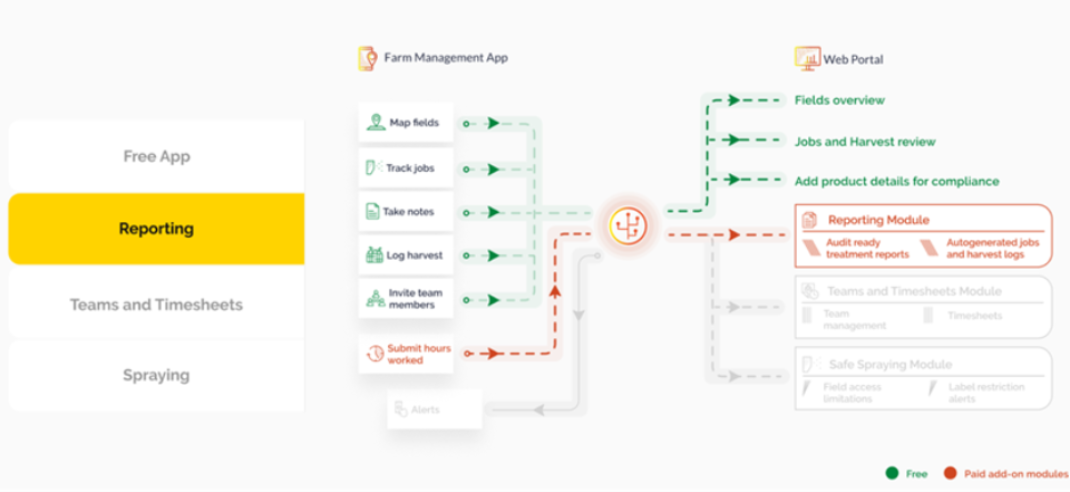 Farm Management App
Web Portal
Free App
Reporting
Teams and Timesheets
Spraying
Map fields
Track jobs
Take notes
Log harvest
Invite team
members
Submit hours
worked
Alerts
Fields overview
Jobs and Harvest review
Add product details for compliance
Reporting Module
Audit ready
treatment reports
Autogenerated jobs
and harvest logs
Teams and Timesheets Module
Team
management
Timesheets
Safe Spraying Module
Field access
limitations
Label restriction
alerts
Free
Paid add-on modules